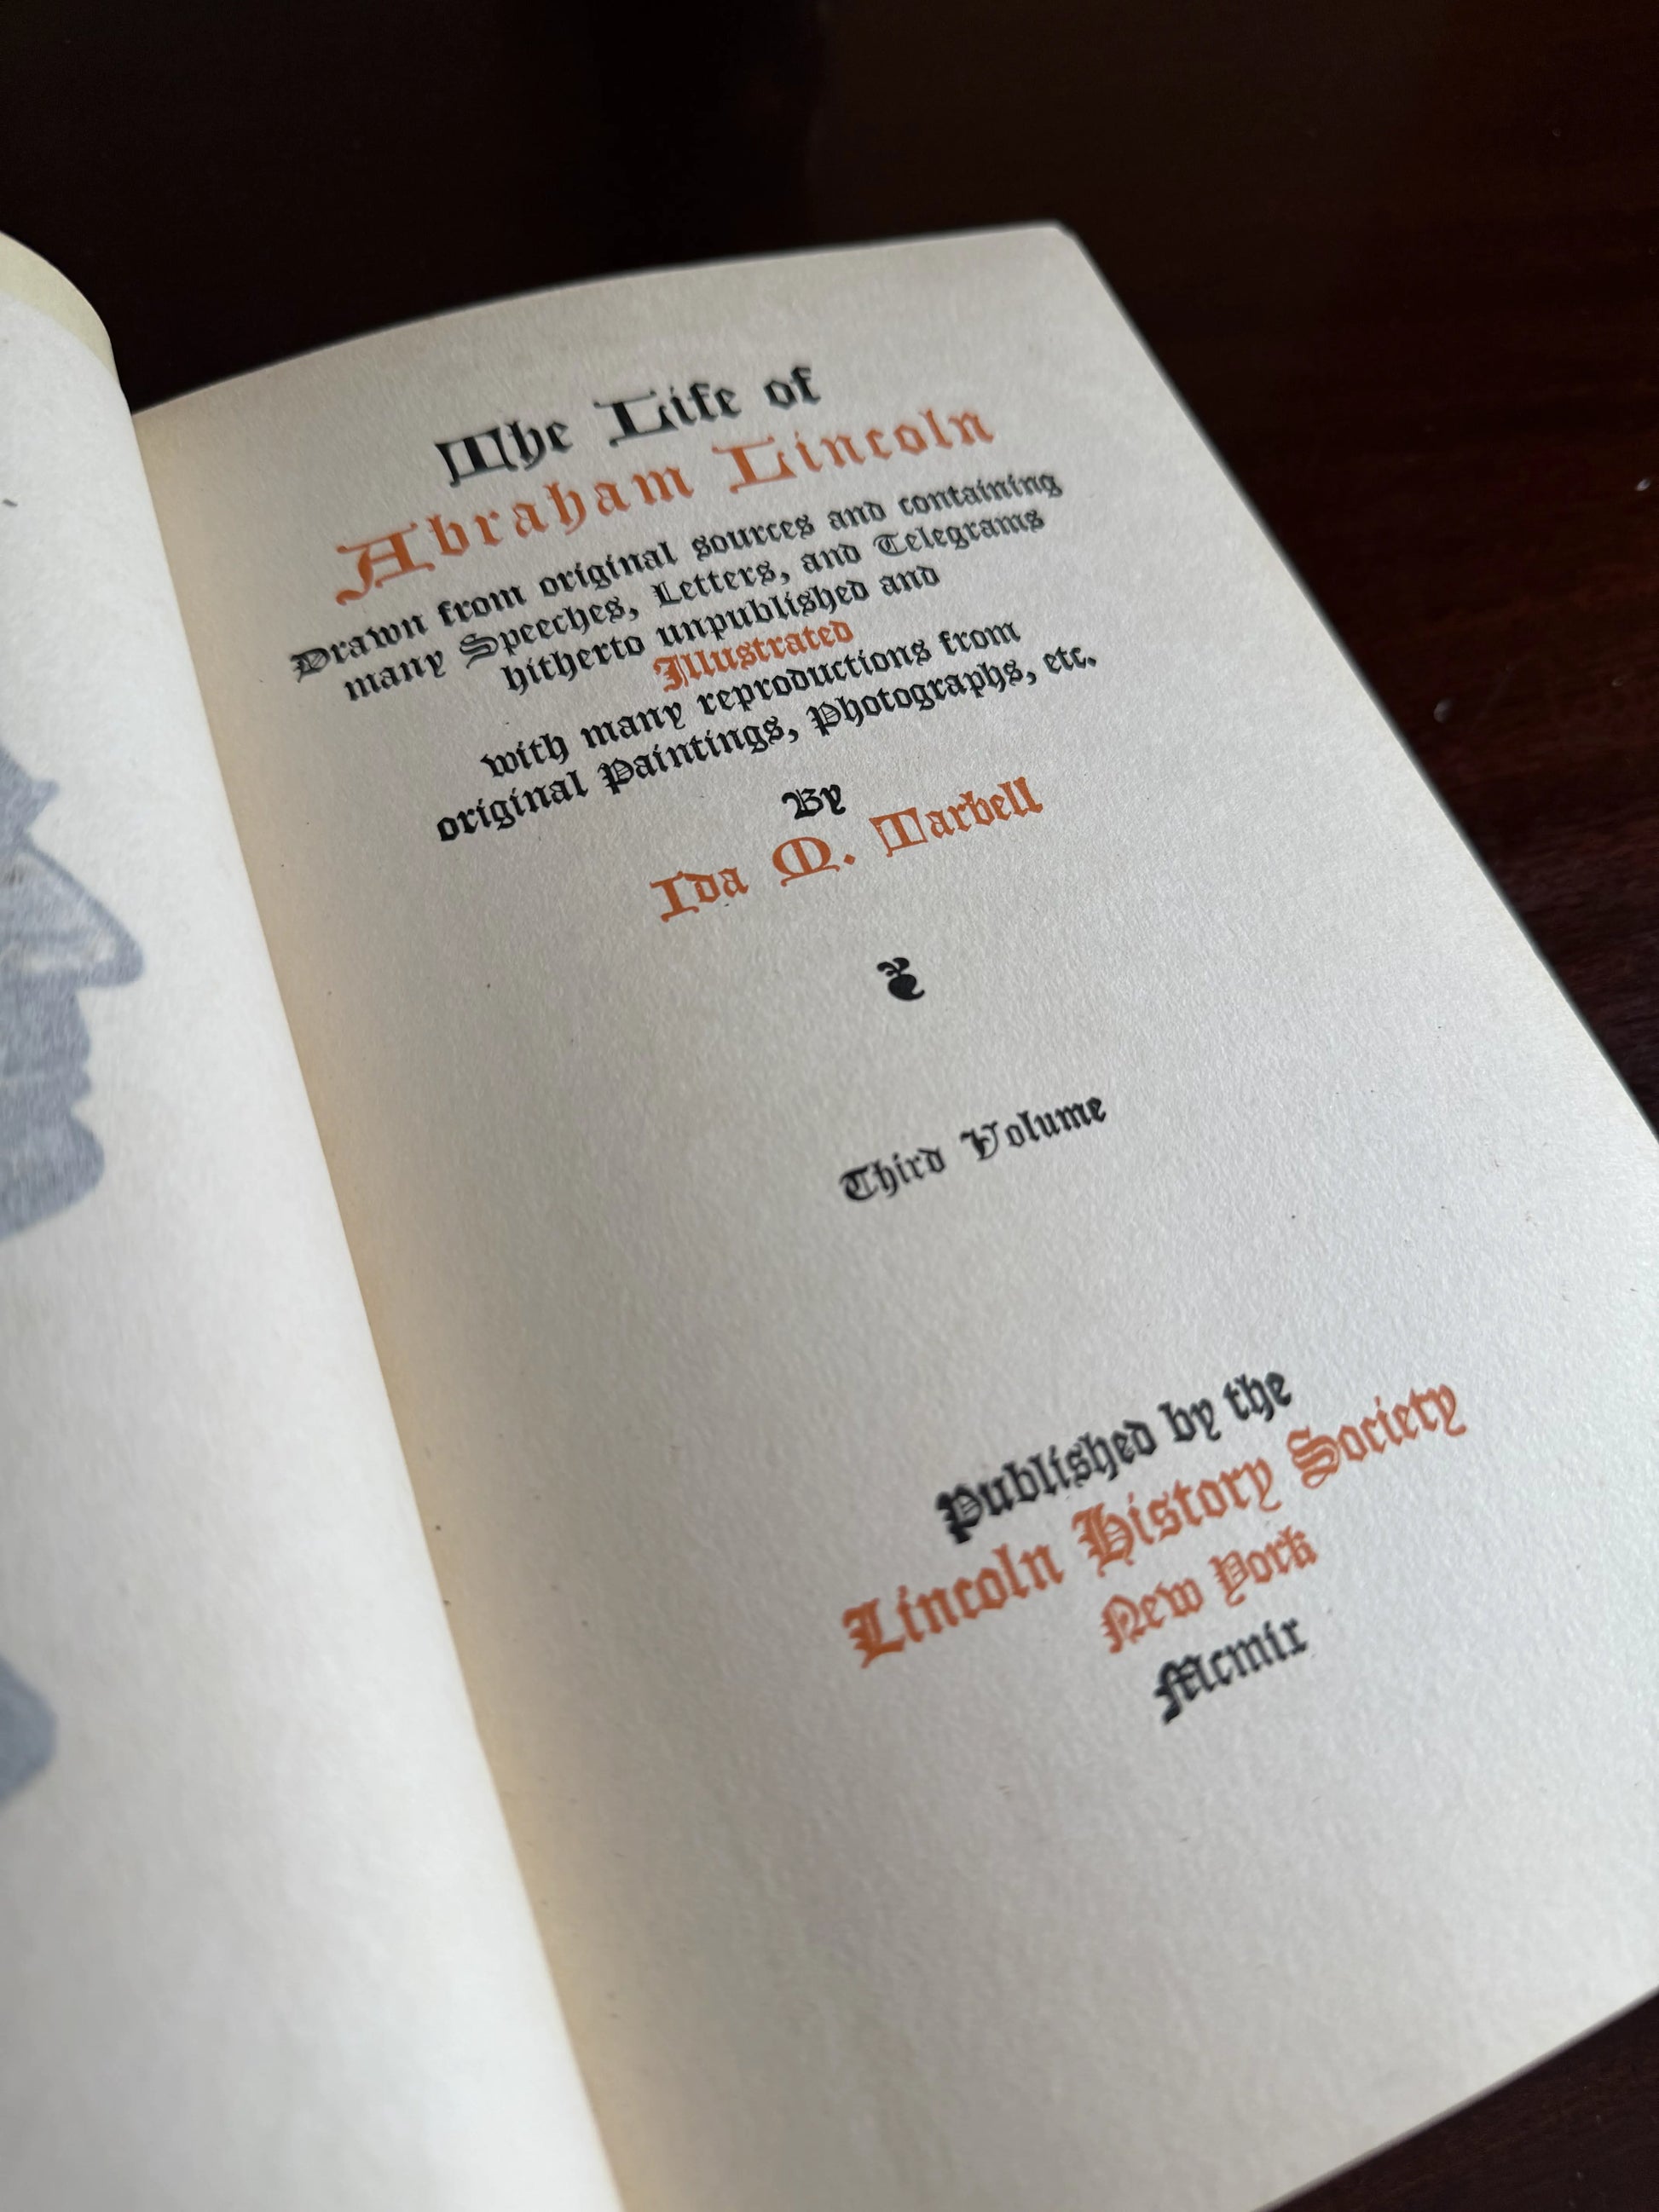 The Life of
Abraham Lincoln
Drawn from original sources and containing
many Speeches, Letters, and Telegrams
hitherto unpublished and
Illustrated
with many reproductions from
original Paintings, Photographs, etc.
By
Ida M. Tarbell
Third Volume
Published by the
Lincoln History Society
New York
Mcmix